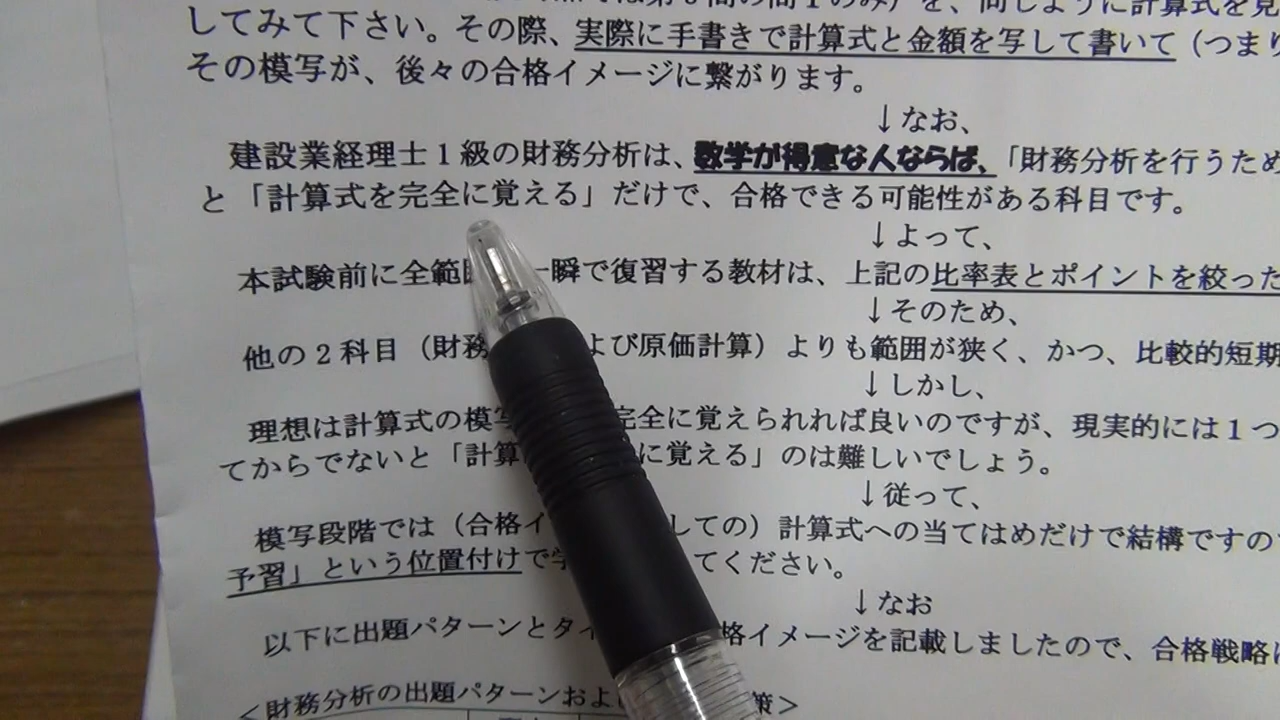 してみて下さい。その際、実際に手書きで計算式と金額を写して書いて（つまり
その模写が、後々の合格イメージに繋がります。
↓なお、
建設業経理士１級の財務分析は、数学が得意な人ならば、「財務分析を行うため
と「計算式を完全に覚える」だけで、合格できる可能性がある科目です。
↓よって、
本試験前に全範 一瞬で復習する教材は、上記の比率表とポイントを絞った
↓そのため、
他の２科目（財務 よび原価計算）よりも範囲が狭く、かつ、比較的短期
↓しかし、
理想は計算式の模写 完全に覚えられれば良いのですが、現実的には１つ
てからでないと「計算 に覚える」のは難しいでしょう。
↓従って、
模写段階では（合格イ しての）計算式への当てはめだけで結構ですの
予習」という位置付けで学 てください。
↓なお
以下に出題パターンとタイ 格イメージを記載しましたので、合格戦略
＜財務分析の出題パターンおよ 策＞